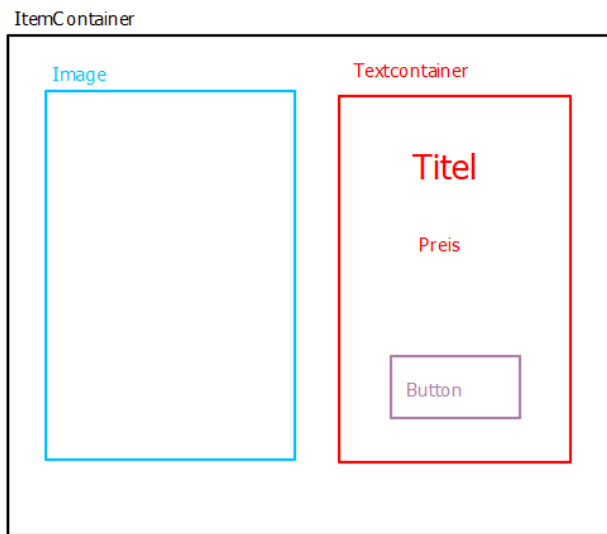 ItemContainer
Image
Textcontainer
Titel
Preis
Button